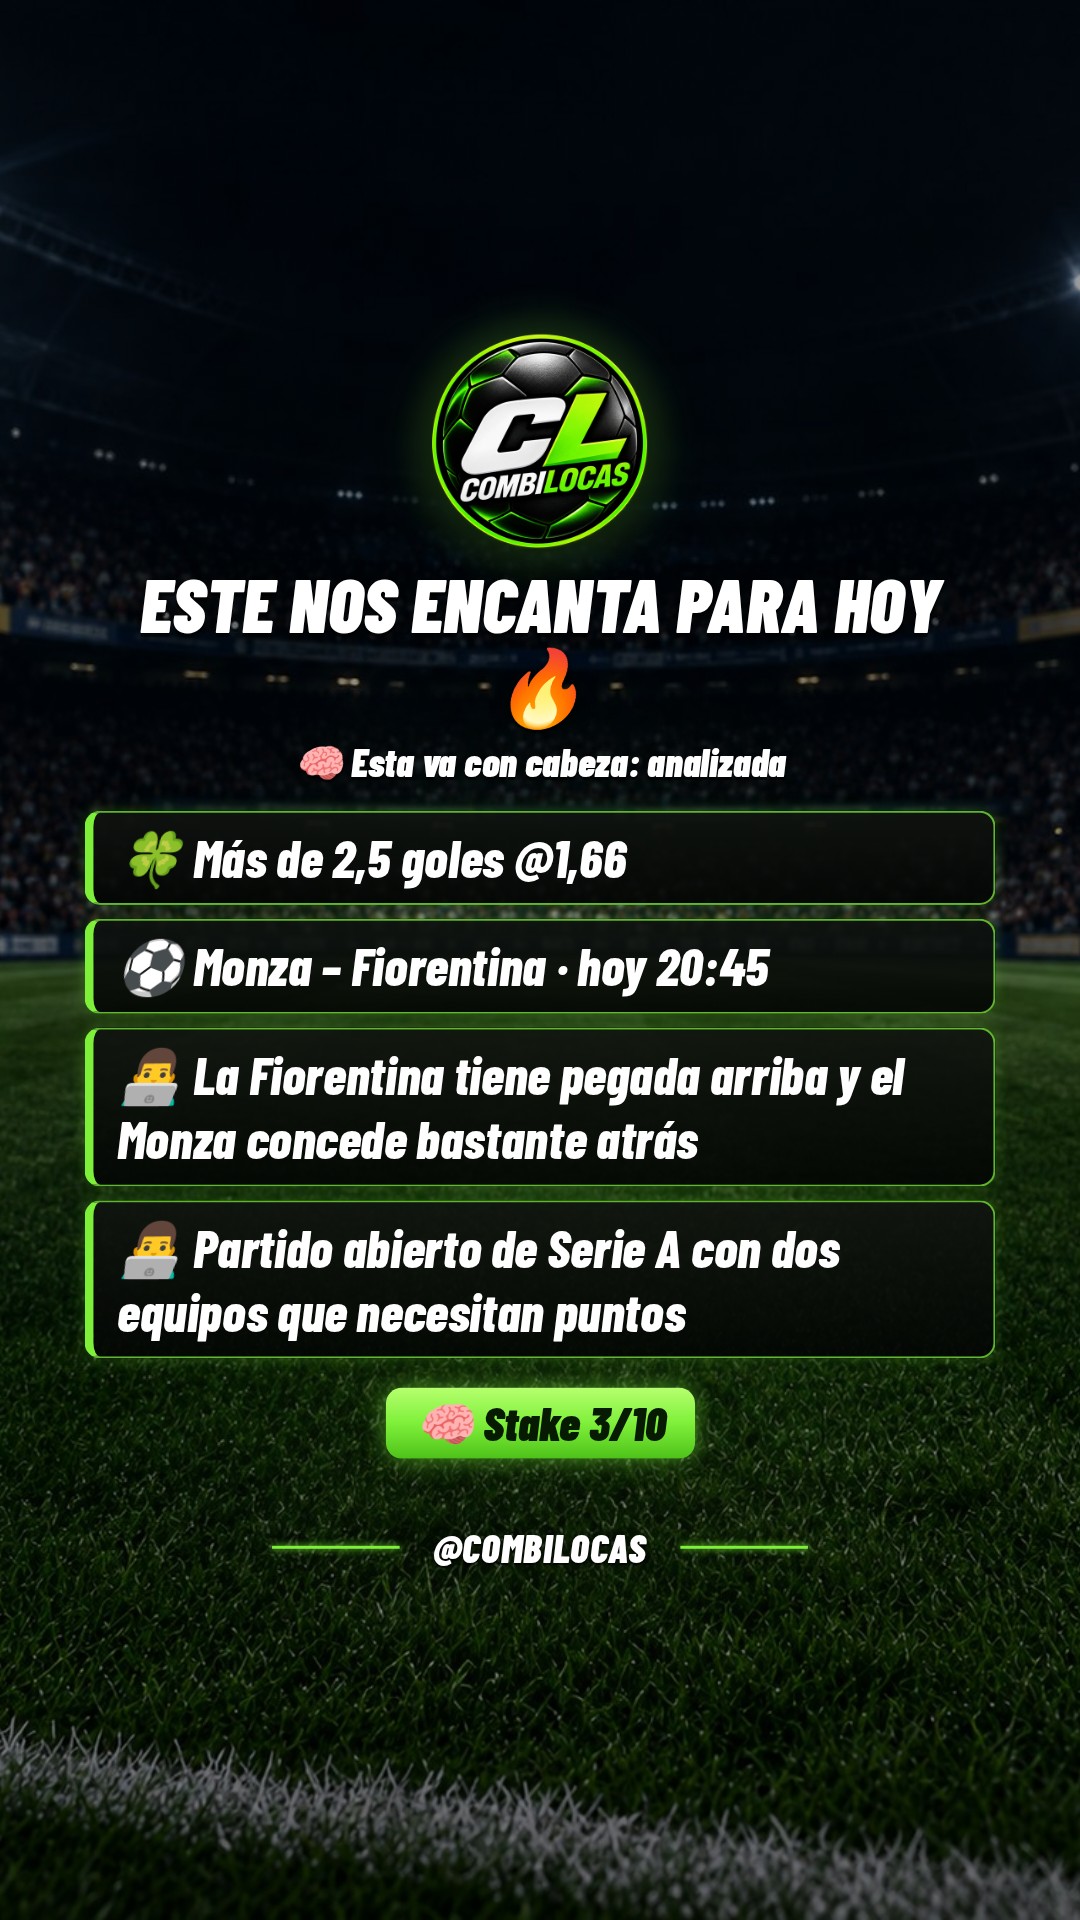 CL
COMBILOCAS
ESTE NOS ENCANTA PARA HOY
🔥
🧠 Esta va con cabeza: analizada
🍀 Más de 2,5 goles @1,66
⚽ Monza – Fiorentina · hoy 20:45
👨‍💻 La Fiorentina tiene pegada arriba y el
Monza concede bastante atrás
👨‍💻 Partido abierto de Serie A con dos
equipos que necesitan puntos
🧠 Stake 3/10
@COMBILOCAS